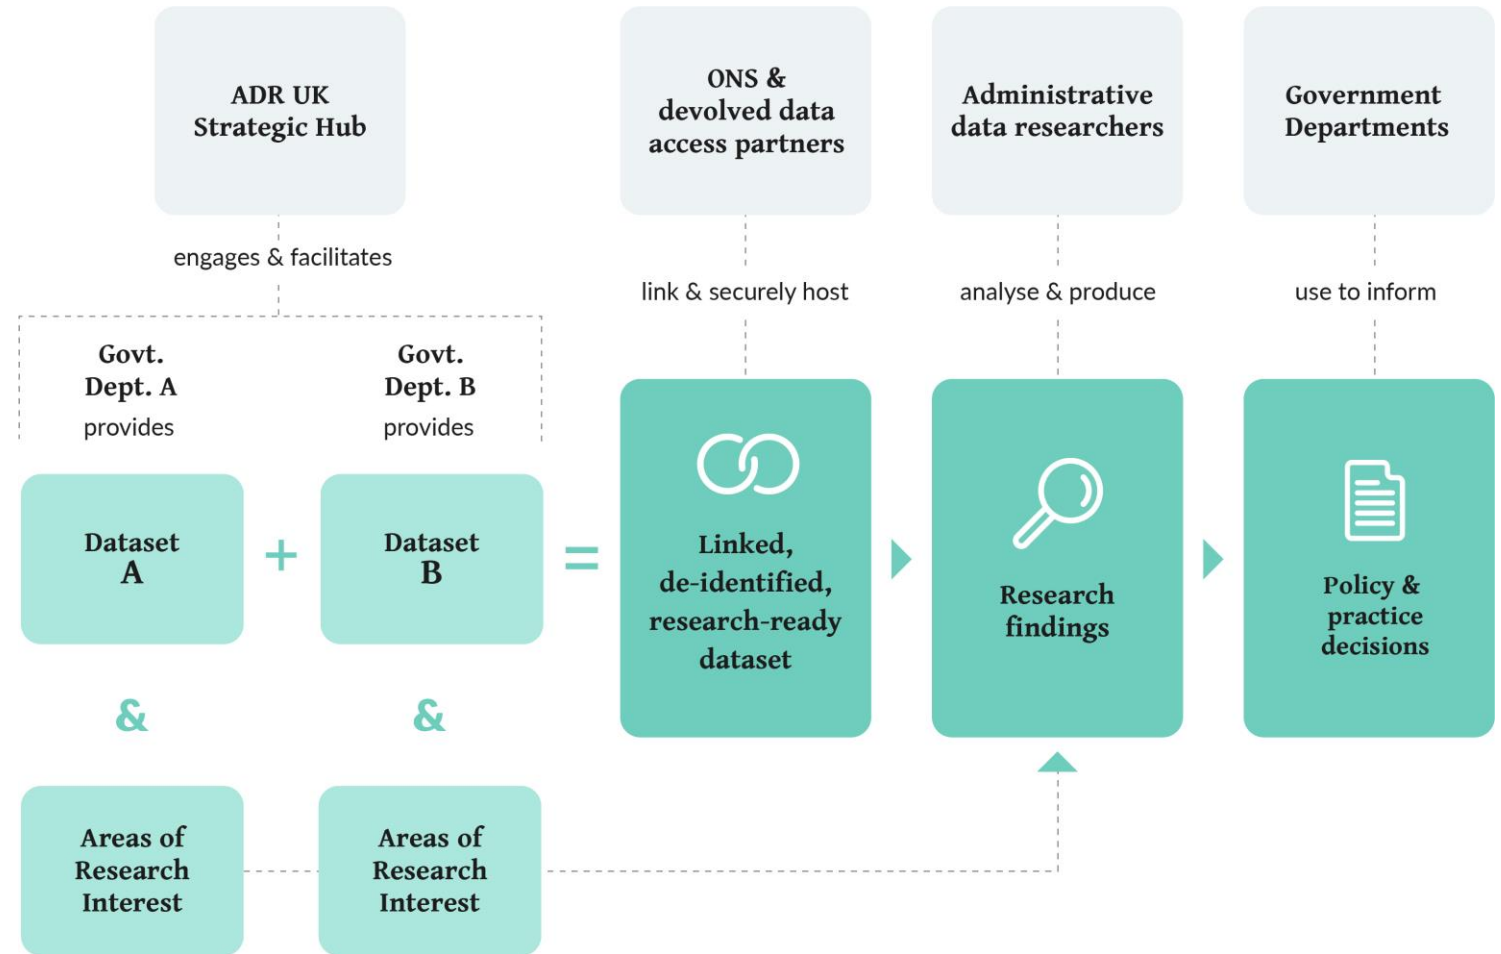 ADR UK
Strategic Hub
ONS &
devolved data
access partners
Administrative
data researchers
Government
Departments
engages & facilitates
link & securely host
analyse & produce
use to inform
Govt.
Dept. A
provides
Govt.
Dept. B
provides
Dataset
A
+
Dataset
B
=
Linked,
de-identified,
research-ready
dataset
Research
findings
Policy &
practice
decisions
&
&
Areas of
Research
Interest
Areas of
Research
Interest